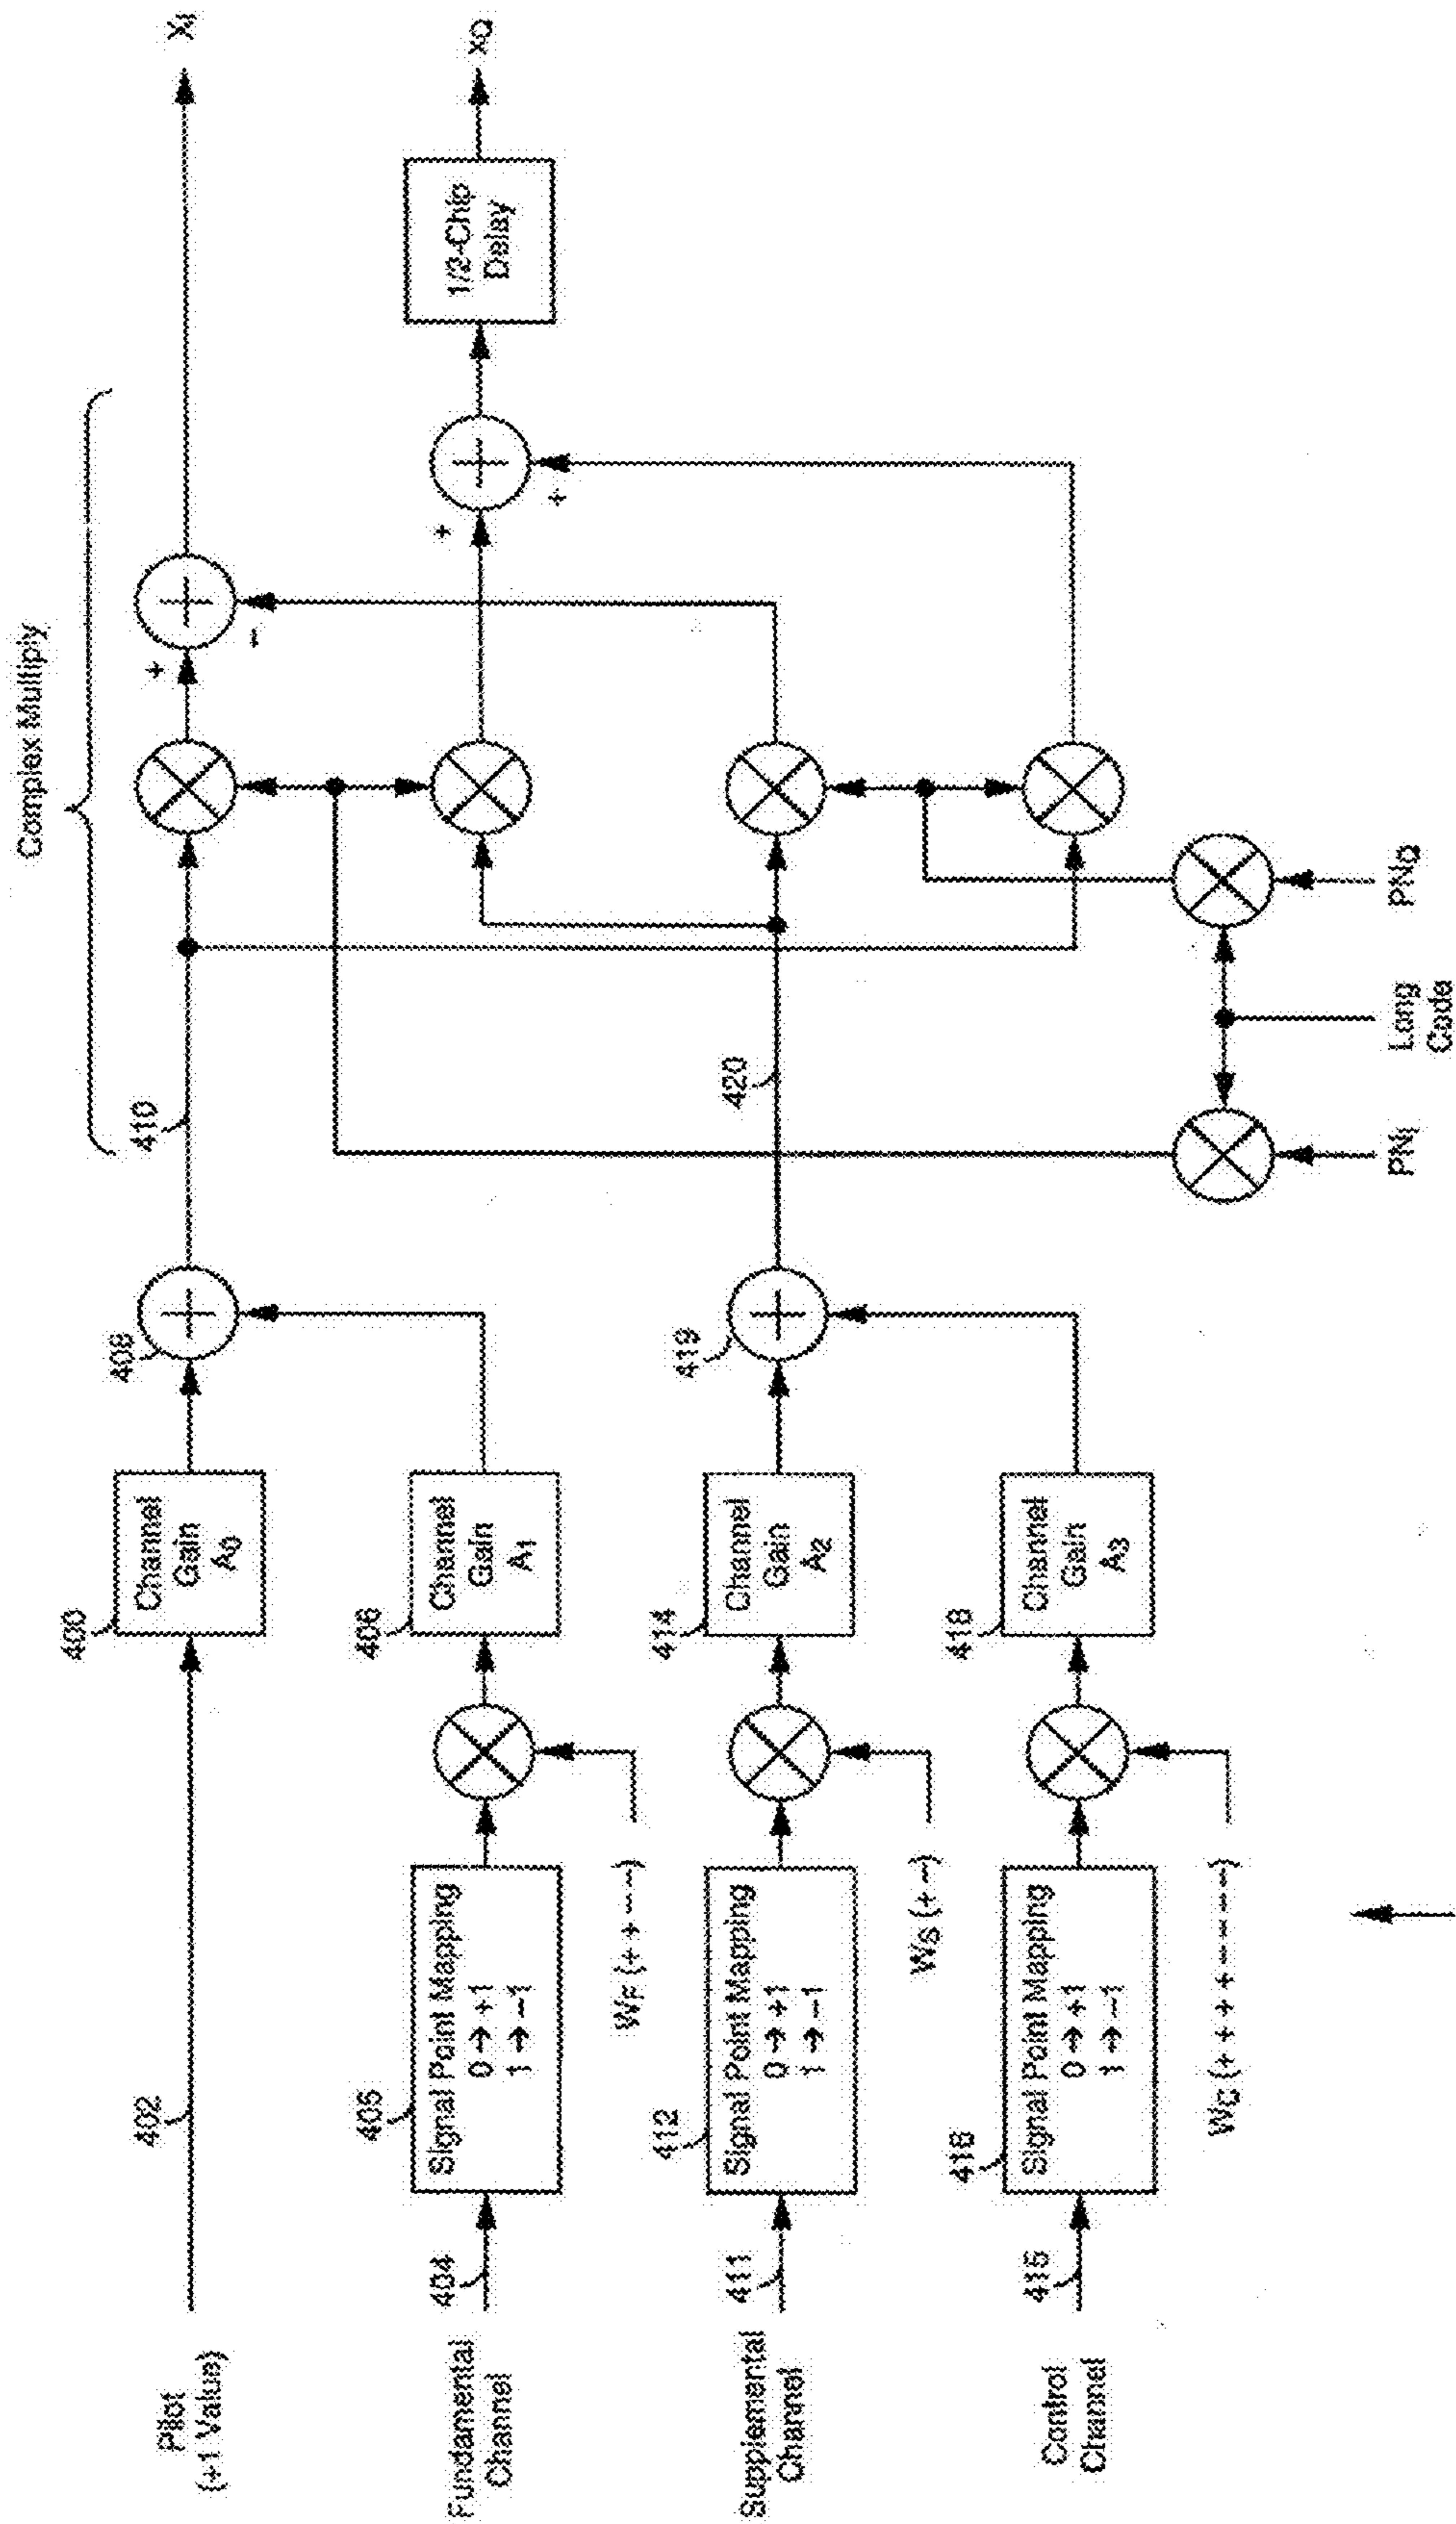 Complex Multiply
Pilot
(+1 Value)
402
400
Channel
Gain
A0
408
410
+
-
XI
Fundamental
Channel
404
405
Signal Point Mapping
0 → +1
1 → −1
WF (+ + − −)
406
Channel
Gain
A1
+
+
1/2-Chip
Delay
XQ
Supplemental
Channel
411
412
Signal Point Mapping
0 → +1
1 → −1
WS (+ −)
414
Channel
Gain
A2
419
420
Control
Channel
415
416
Signal Point Mapping
0 → +1
1 → −1
WC (+ + + + − − − −)
418
Channel
Gain
A3
PNI
Long
Code
PNQ